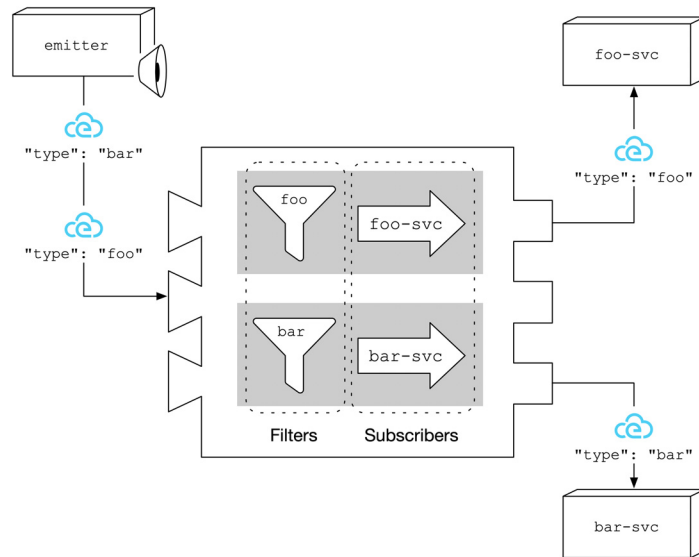 emitter
foo-svc
"type": "bar"
"type": "foo"
"type": "foo"
foo
foo-svc
bar
bar-svc
Filters
Subscribers
"type": "bar"
bar-svc